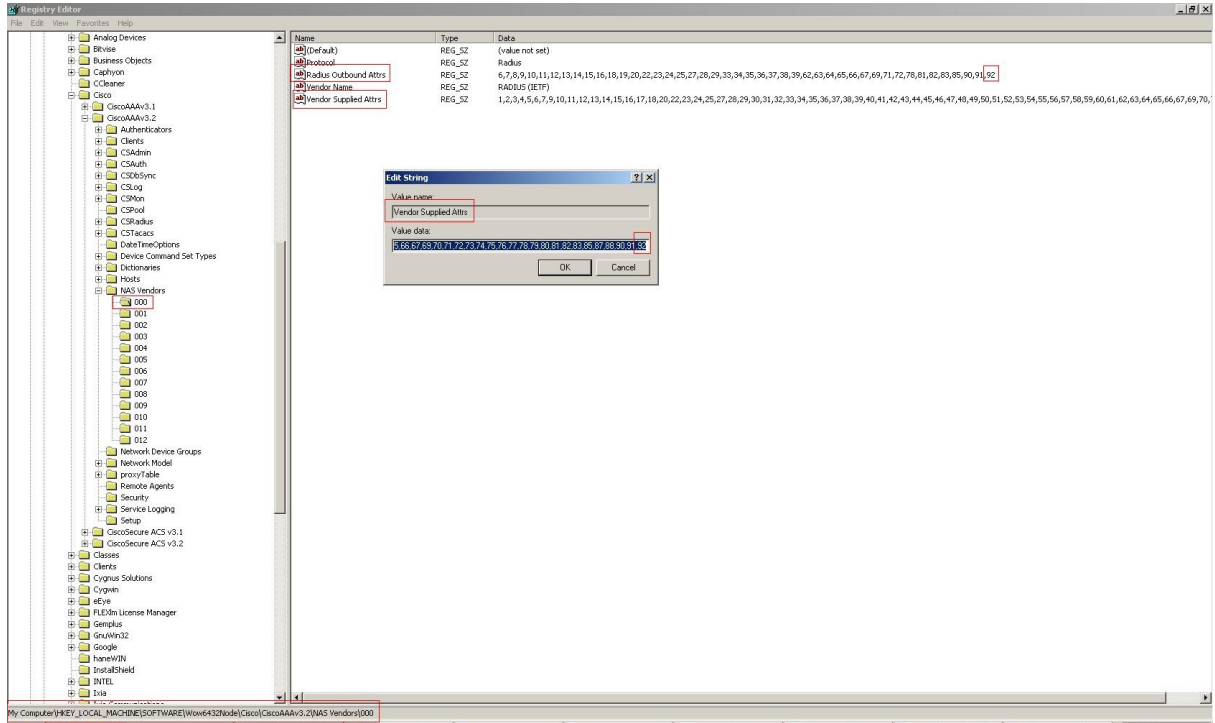 Registry Editor
File Edit View Favorites Help
Analog Devices
Bitvise
Business Objects
Caphyon
CCleaner
Cisco
CiscoAAAv3.1
CiscoAAAv3.2
Authenticators
Clients
CSAdmin
CSAuth
CSDbSync
CSLog
CSMon
CSPool
CSRadius
CSTacacs
DateTimeOptions
Device Command Set Types
Dictionaries
Hosts
NAS Vendors
000
001
002
003
004
005
006
007
008
009
010
011
012
Network Device Groups
Network Model
proxyTable
Remote Agents
Security
Service Logging
Setup
CiscoSecure ACS v3.1
CiscoSecure ACS v3.2
Classes
Clients
Cygnus Solutions
Cygwin
eEye
FLEXlm License Manager
Gemplus
GnuWin32
Google
haneWIN
InstallShield
INTEL
Ixia
Name Type Data
(Default) REG_SZ (value not set)
Protocol REG_SZ Radius
Radius Outbound Attrs REG_SZ 6,7,8,9,10,11,12,13,14,15,16,18,19,20,22,23,24,25,27,28,29,33,34,35,36,37,38,39,62,63,64,65,66,67,69,71,72,78,81,82,83,85,90,91,92
Vendor Name REG_SZ RADIUS (IETF)
Vendor Supplied Attrs REG_SZ 1,2,3,4,5,6,7,9,10,11,12,13,14,15,16,17,18,20,22,23,24,25,27,28,29,30,31,32,33,34,35,36,37,38,39,40,41,42,43,44,45,46,47,48,49,50,51,52,53,54,55,56,57,58,59,60,61,62,63,64,65,66,67,69,70,
Edit String
Value name:
Vendor Supplied Attrs
Value data:
5,66,67,69,70,71,72,73,74,75,76,77,78,79,80,81,82,83,85,87,88,90,91,92
OK Cancel
My Computer\HKEY_LOCAL_MACHINE\SOFTWARE\Wow6432Node\Cisco\CiscoAAAv3.2\NAS Vendors\000